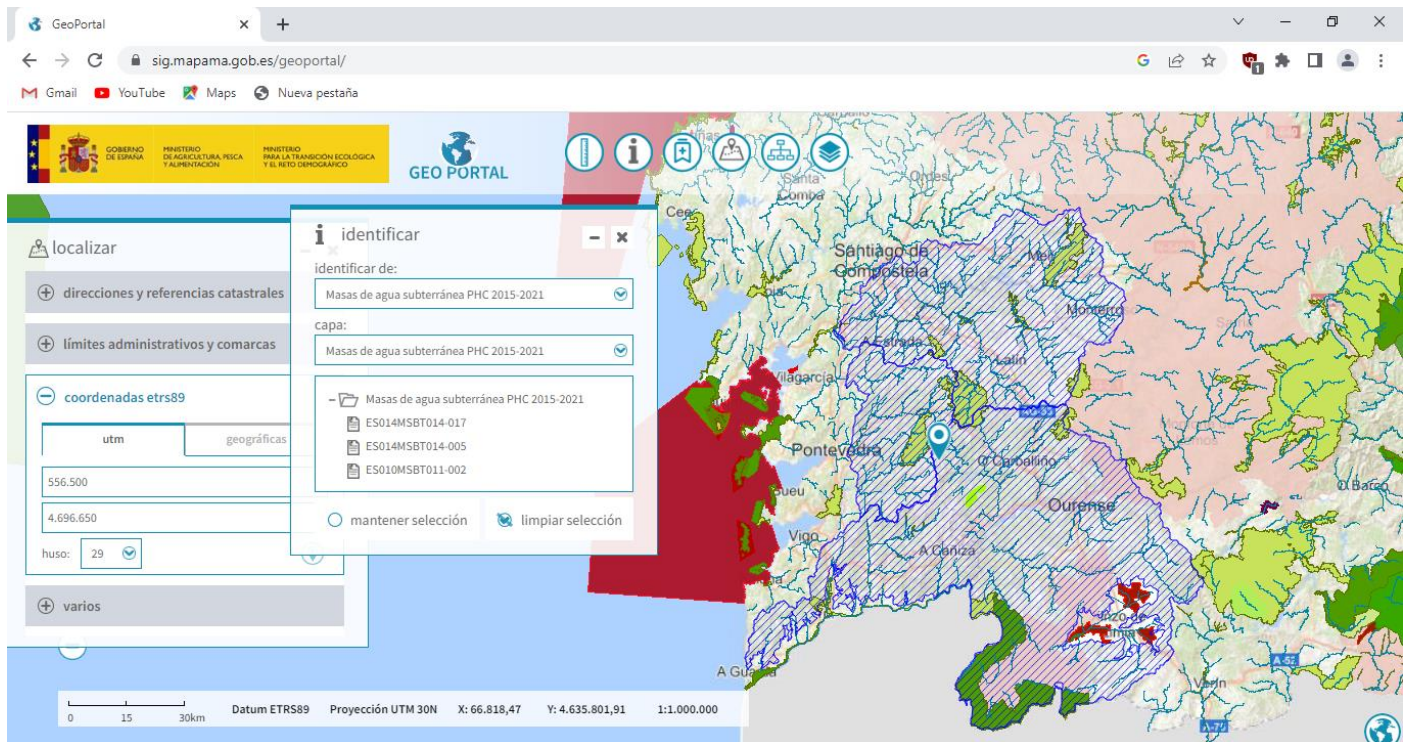 GeoPortal
sig.mapama.gob.es/geoportal/
G
1
Gmail
YouTube
Maps
Nueva pestaña
GOBIERNO DE ESPAÑA
MINISTERIO DE AGRICULTURA, PESCA Y ALIMENTACIÓN
MINISTERIO PARA LA TRANSICIÓN ECOLÓGICA Y EL RETO DEMOGRÁFICO
GEO PORTAL
localizar
direcciones y referencias catastrales
límites administrativos y comarcas
coordenadas etrs89
utm
geográficas
556.500
4.696.650
huso:
29
varios
identificar
identificar de:
Masas de agua subterránea PHC 2015-2021
capa:
Masas de agua subterránea PHC 2015-2021
Masas de agua subterránea PHC 2015-2021
ES014MSBT014-017
ES014MSBT014-005
ES010MSBT011-002
mantener selección
limpiar selección
Santa
Comba
Ordes
Cee
Santiago de
Compostela
Monterro
A Estrada
Lalín
Vilagarcía
Pontevedra
O Carballiño
Ourense
O Barco
Vigo
A Cañiza
A-52
Verín
A-75
0
15
30km
Datum ETRS89
Proyección UTM 30N
X: 66.818,47
Y: 4.635.801,91
1:1.000.000